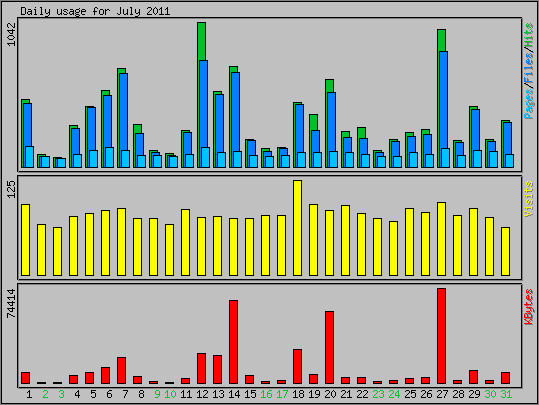 Daily usage for July 2011
1042
Pages/Files/Hits
125
Visits
74414
KBytes
1 2 3 4 5 6 7 8 9 10 11 12 13 14 15 16 17 18 19 20 21 22 23 24 25 26 27 28 29 30 31